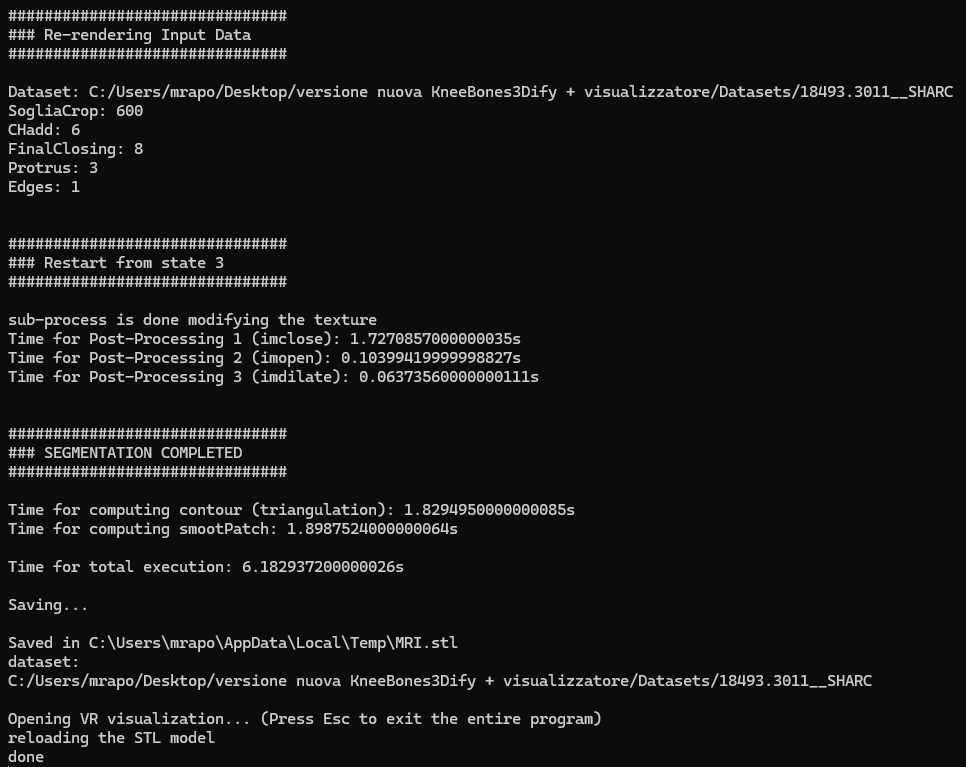 ###############################
### Re-rendering Input Data
###############################
Dataset: C:/Users/mrapo/Desktop/versione nuova KneeBones3Dify + visualizzatore/Datasets/18493.3011__SHARC
SogliaCrop: 600
CHadd: 6
FinalClosing: 8
Protrus: 3
Edges: 1
###############################
### Restart from state 3
###############################
sub-process is done modifying the texture
Time for Post-Processing 1 (imclose): 1.7270857000000035s
Time for Post-Processing 2 (imopen): 0.10399419999998827s
Time for Post-Processing 3 (imdilate): 0.06373560000000111s
###############################
### SEGMENTATION COMPLETED
###############################
Time for computing contour (triangulation): 1.8294950000000085s
Time for computing smootPatch: 1.8987524000000064s
Time for total execution: 6.182937200000026s
Saving...
Saved in C:\Users\mrapo\AppData\Local\Temp\MRI.stl
dataset:
C:/Users/mrapo/Desktop/versione nuova KneeBones3Dify + visualizzatore/Datasets/18493.3011__SHARC
Opening VR visualization... (Press Esc to exit the entire program)
reloading the STL model
done